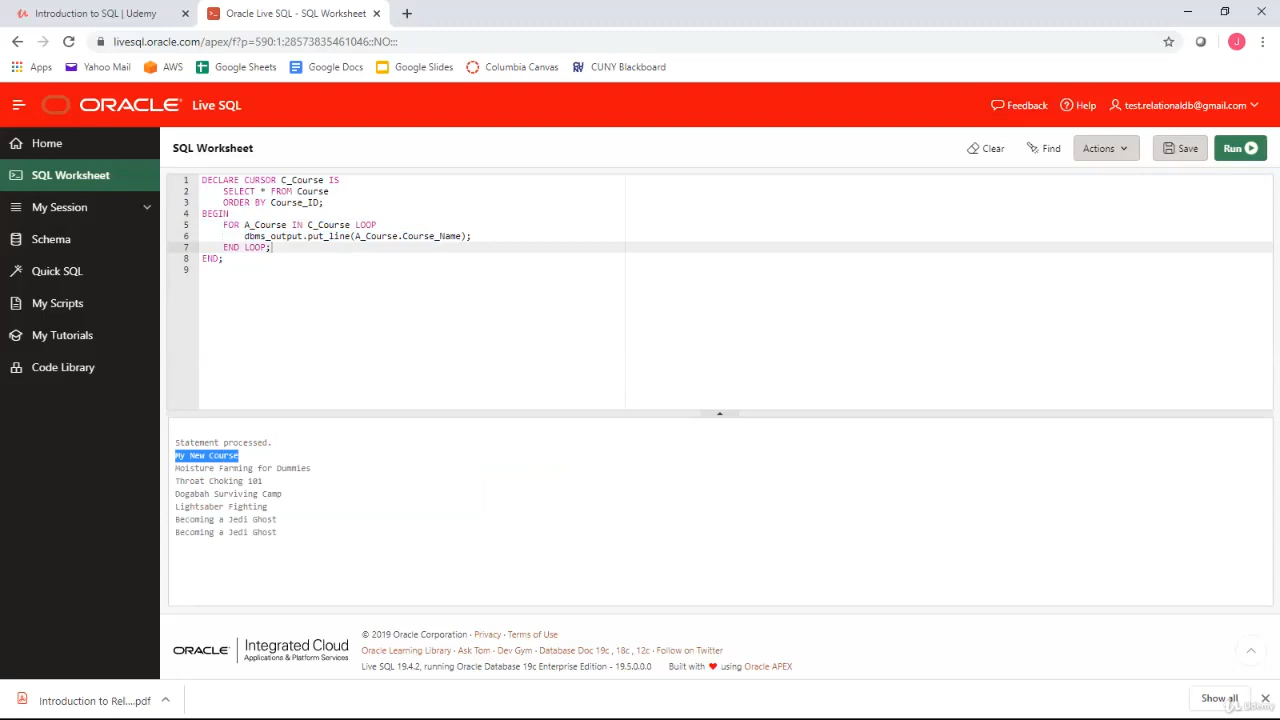 Introduction to SQL | Udemy
Oracle Live SQL - SQL Worksheet
livesql.oracle.com/apex/f?p=590:1:28573835461046::NO:::
J
Apps
Yahoo Mail
AWS
Google Sheets
Google Docs
Google Slides
Columbia Canvas
CUNY Blackboard
ORACLE Live SQL
Feedback
Help
test.relationaldb@gmail.com
Home
SQL Worksheet
My Session
Schema
Quick SQL
My Scripts
My Tutorials
Code Library
SQL Worksheet
Clear
Find
Actions
Save
Run
1 DECLARE CURSOR C_Course IS
2 SELECT * FROM Course
3 ORDER BY Course_ID;
4 BEGIN
5 FOR A_Course IN C_Course LOOP
6 dbms_output.put_line(A_Course.Course_Name);
7 END LOOP;
8 END;
9
Statement processed.
My New Course
Moisture Farming for Dummies
Throat Choking 101
Dogabah Surviving Camp
Lightsaber Fighting
Becoming a Jedi Ghost
Becoming a Jedi Ghost
ORACLE
Integrated Cloud
Applications & Platform Services
© 2019 Oracle Corporation · Privacy · Terms of Use
Oracle Learning Library · Ask Tom · Dev Gym · Database Doc 19c , 18c , 12c · Follow on Twitter
Live SQL 19.4.2, running Oracle Database 19c Enterprise Edition - 19.5.0.0.0 Built with ♥ using Oracle APEX
Introduction to Rel....pdf
Show all
Udemy